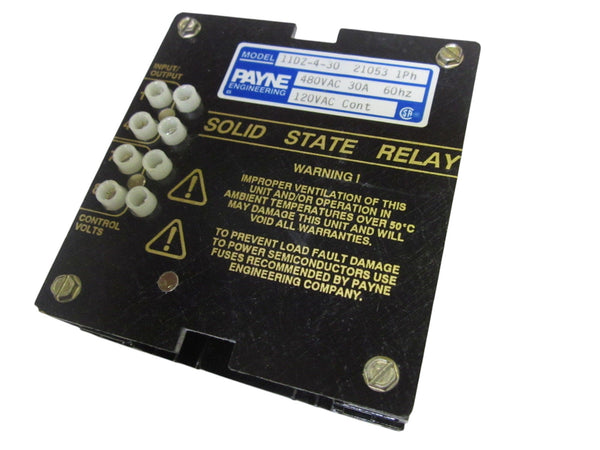 MODEL 11D2-4-30 21053 1Ph
PAYNE
ENGINEERING
480VAC 30A 60hz
120VAC Cont
INPUT/
OUTPUT
SOLID STATE RELAY
WARNING !
IMPROPER VENTILATION OF THIS
UNIT AND/OR OPERATION IN
AMBIENT TEMPERATURES OVER 50°C
MAY DAMAGE THIS UNIT AND WILL
VOID ALL WARRANTIES.
TO PREVENT LOAD FAULT DAMAGE
TO POWER SEMICONDUCTORS USE
FUSES RECOMMENDED BY PAYNE
ENGINEERING COMPANY.
CONTROL
VOLTS